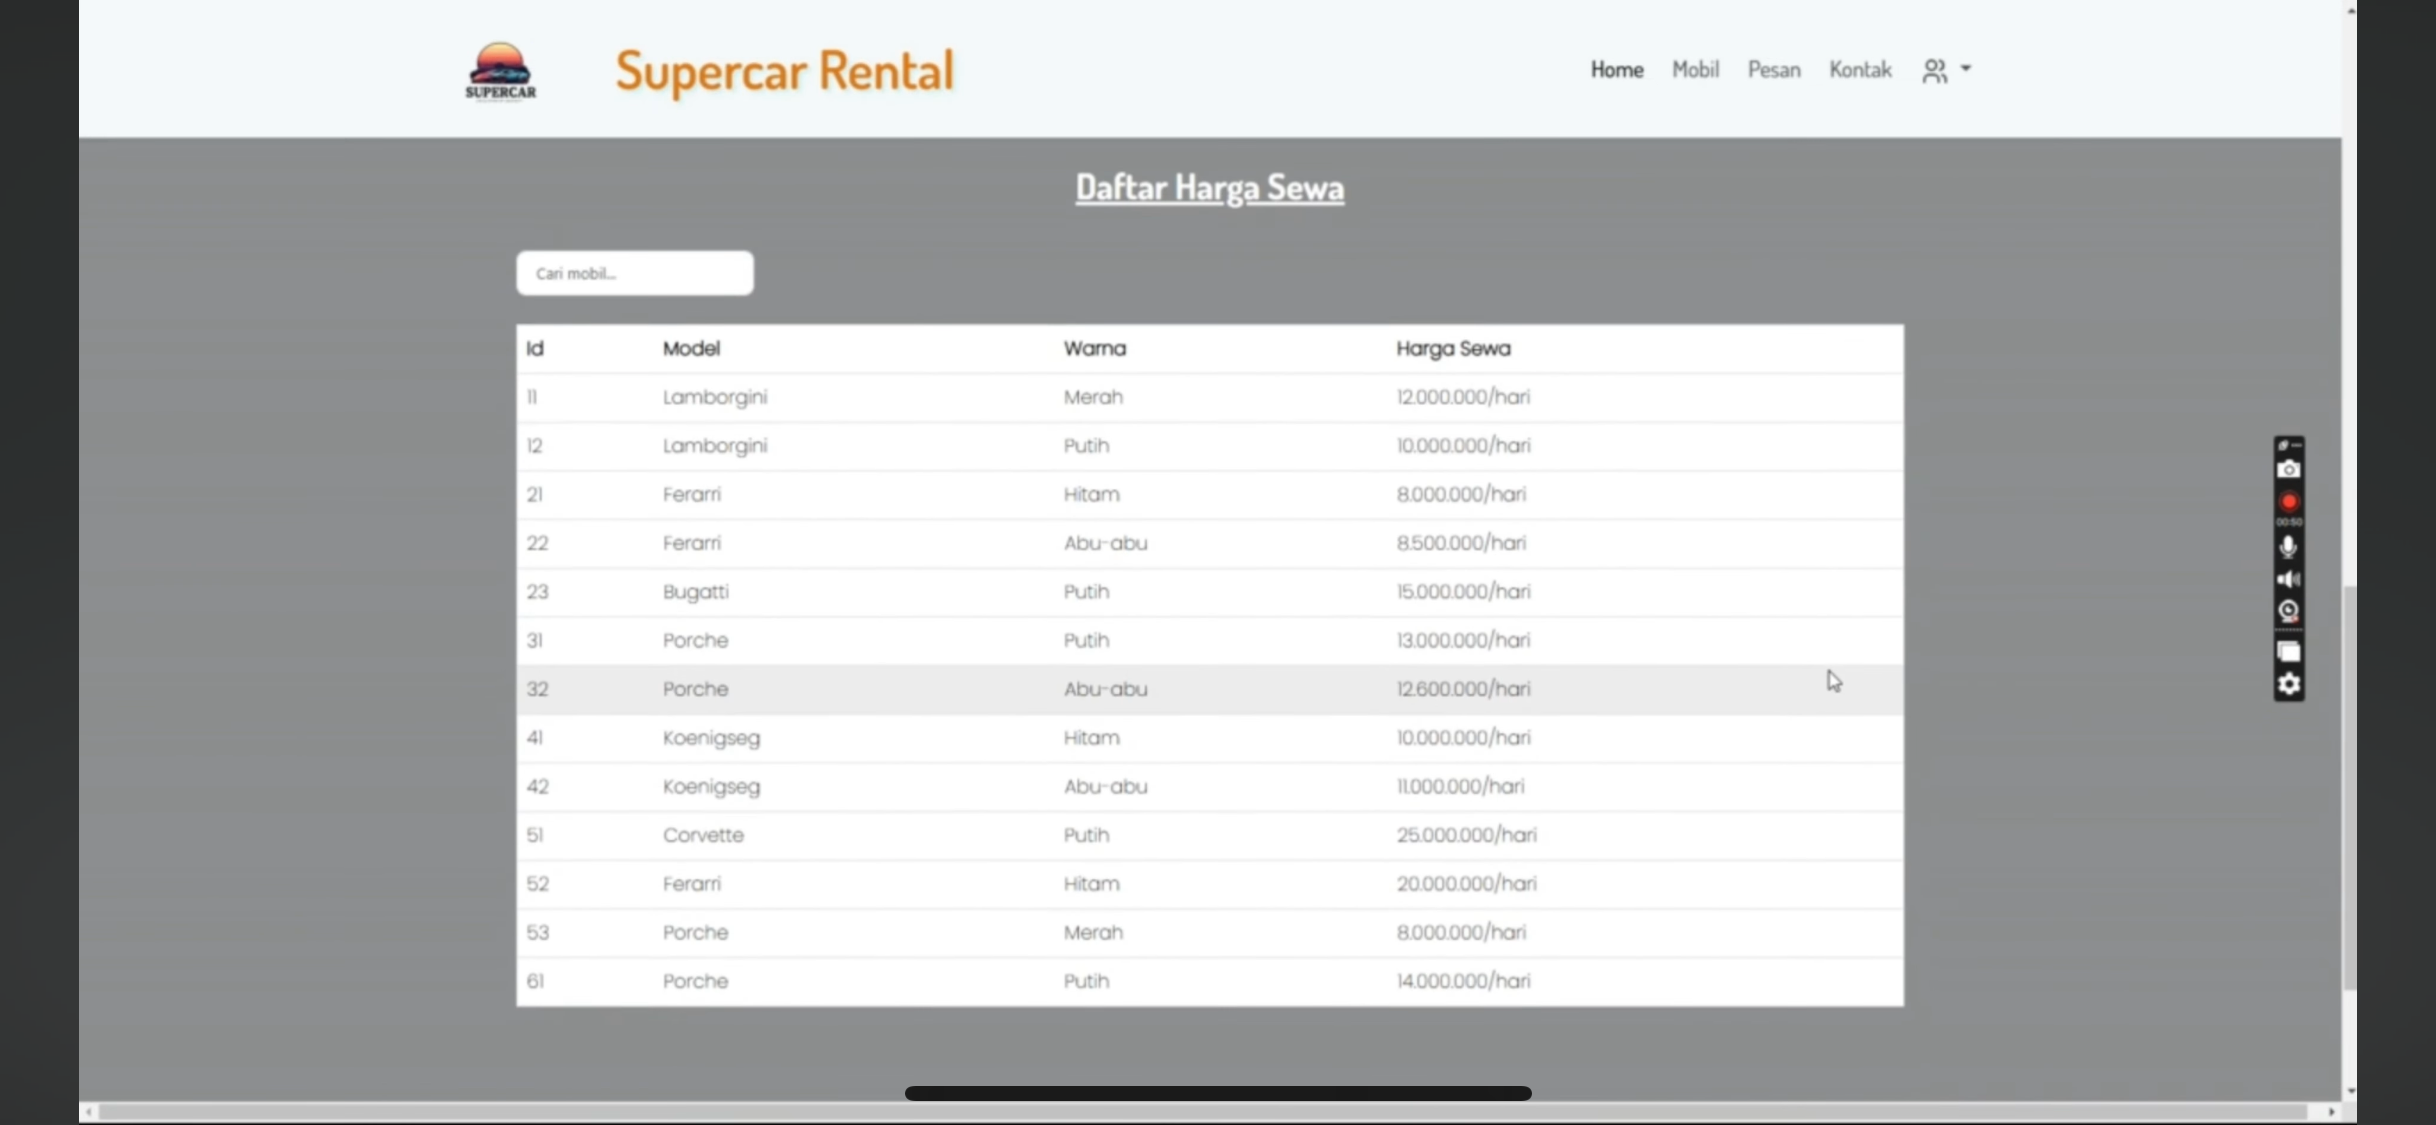 SUPERCAR
Supercar Rental
Home Mobil Pesan Kontak
Daftar Harga Sewa
Cari mobil...
Id Model Warna Harga Sewa
11 Lamborgini Merah 12.000.000/hari
12 Lamborgini Putih 10.000.000/hari
21 Ferarri Hitam 8.000.000/hari
22 Ferarri Abu-abu 8.500.000/hari
23 Bugatti Putih 15.000.000/hari
31 Porche Putih 13.000.000/hari
32 Porche Abu-abu 12.600.000/hari
41 Koenigseg Hitam 10.000.000/hari
42 Koenigseg Abu-abu 11.000.000/hari
51 Corvette Putih 25.000.000/hari
52 Ferarri Hitam 20.000.000/hari
53 Porche Merah 8.000.000/hari
61 Porche Putih 14.000.000/hari
00:50